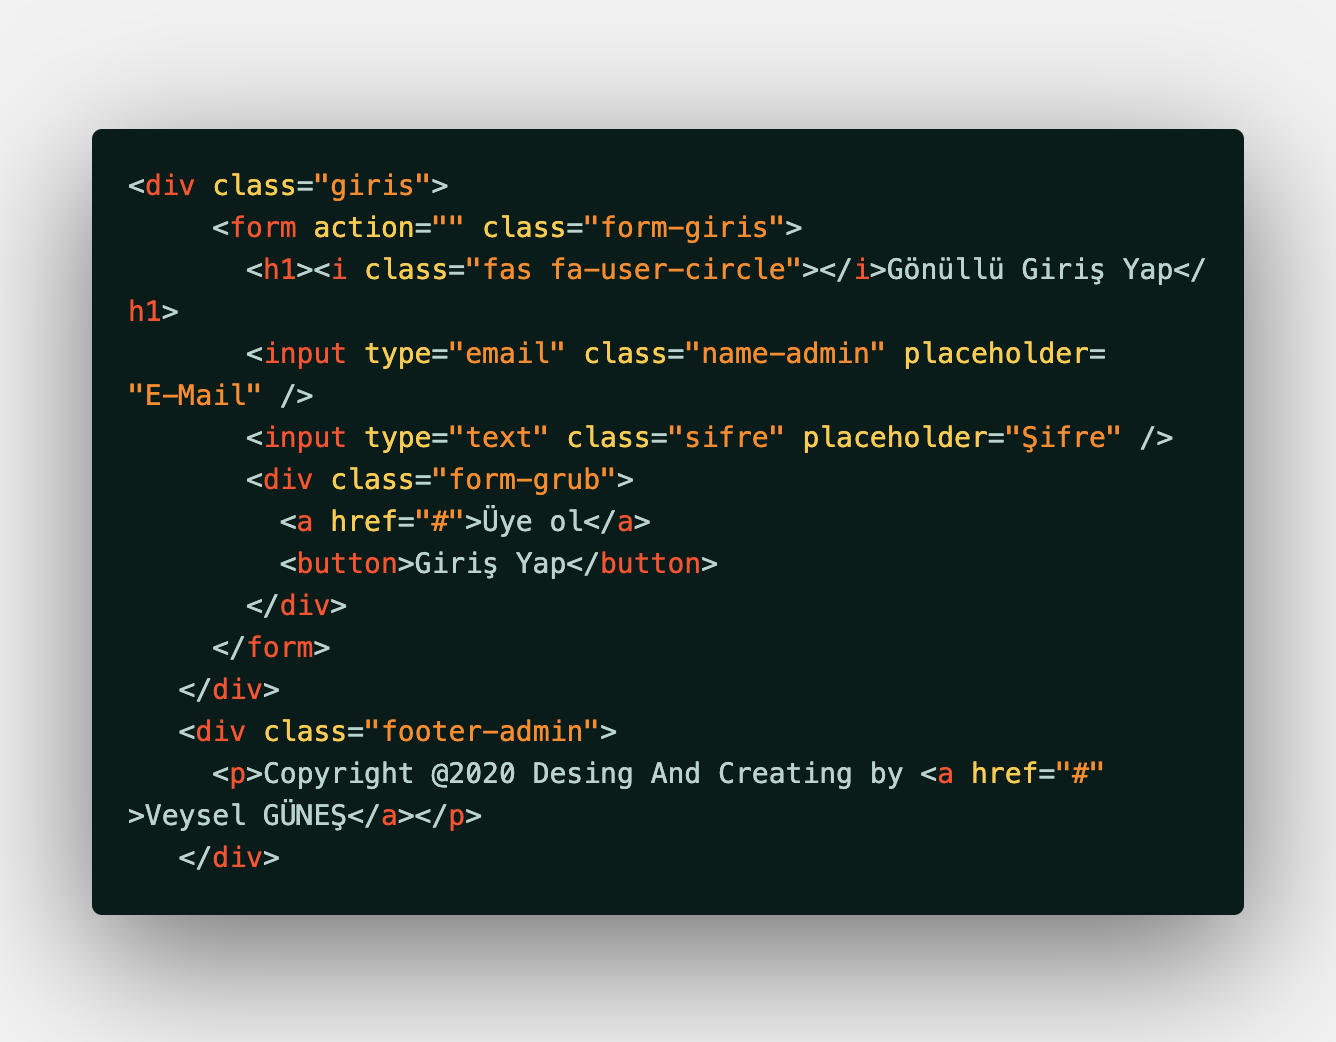 <div class="giris">
<form action="" class="form-giris">
<h1><i class="fas fa-user-circle"></i>Gönüllü Giriş Yap</
h1>
<input type="email" class="name-admin" placeholder=
"E-Mail" />
<input type="text" class="sifre" placeholder="Şifre" />
<div class="form-grub">
<a href="#">Üye ol</a>
<button>Giriş Yap</button>
</div>
</form>
</div>
<div class="footer-admin">
<p>Copyright @2020 Desing And Creating by <a href="#"
>Veysel GÜNEŞ</a></p>
</div>